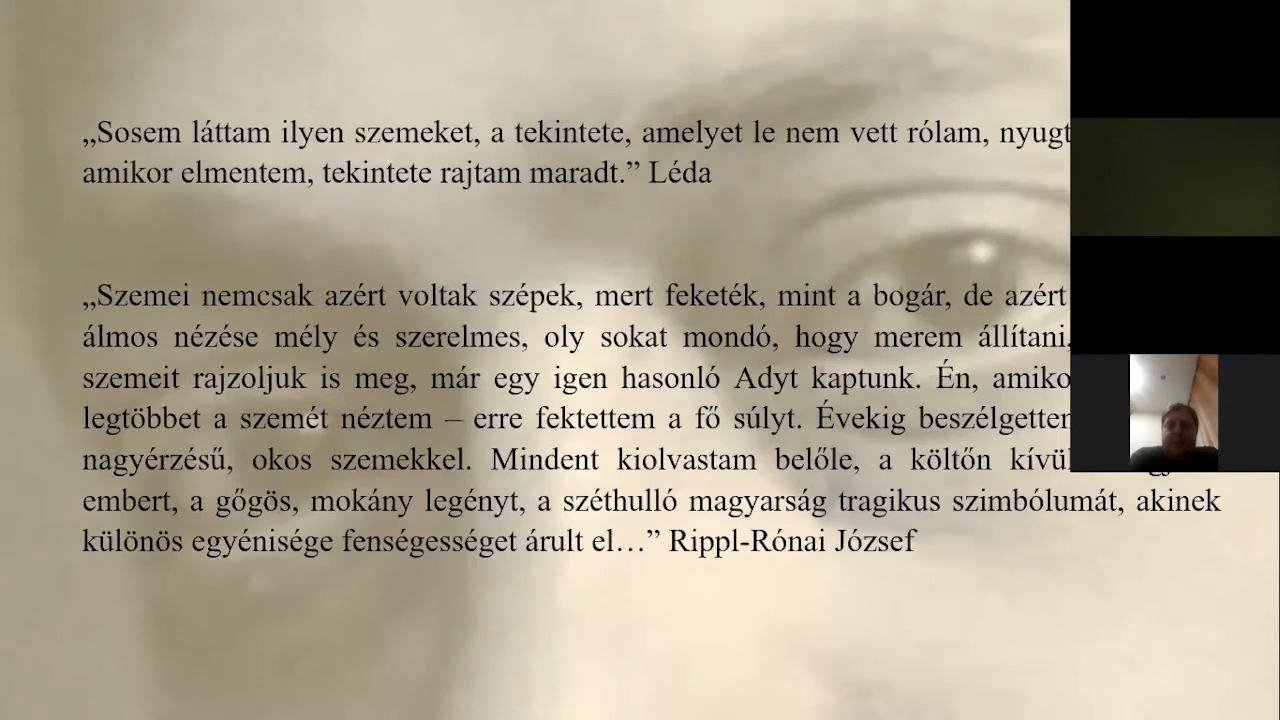 „Sosem láttam ilyen szemeket, a tekintete, amelyet le nem vett rólam,
amikor elmentem, tekintete rajtam maradt.” Léda
„Szemei nemcsak azért voltak szépek, mert feketék, mint a bogár, de azért
álmos nézése mély és szerelmes, oly sokat mondó, hogy merem állítani,
szemeit rajzoljuk is meg, már egy igen hasonló Adyt kaptunk. Én,
legtöbbet a szemét néztem – erre fektettem a fő súlyt. Évekig
nagyérzésű, okos szemekkel. Mindent kiolvastam belőle, a költőn
embert, a gőgös, mokány legényt, a széthulló magyarság tragikus szimbólumát, akinek
különös egyénisége fenségességet árult el…” Rippl-Rónai József